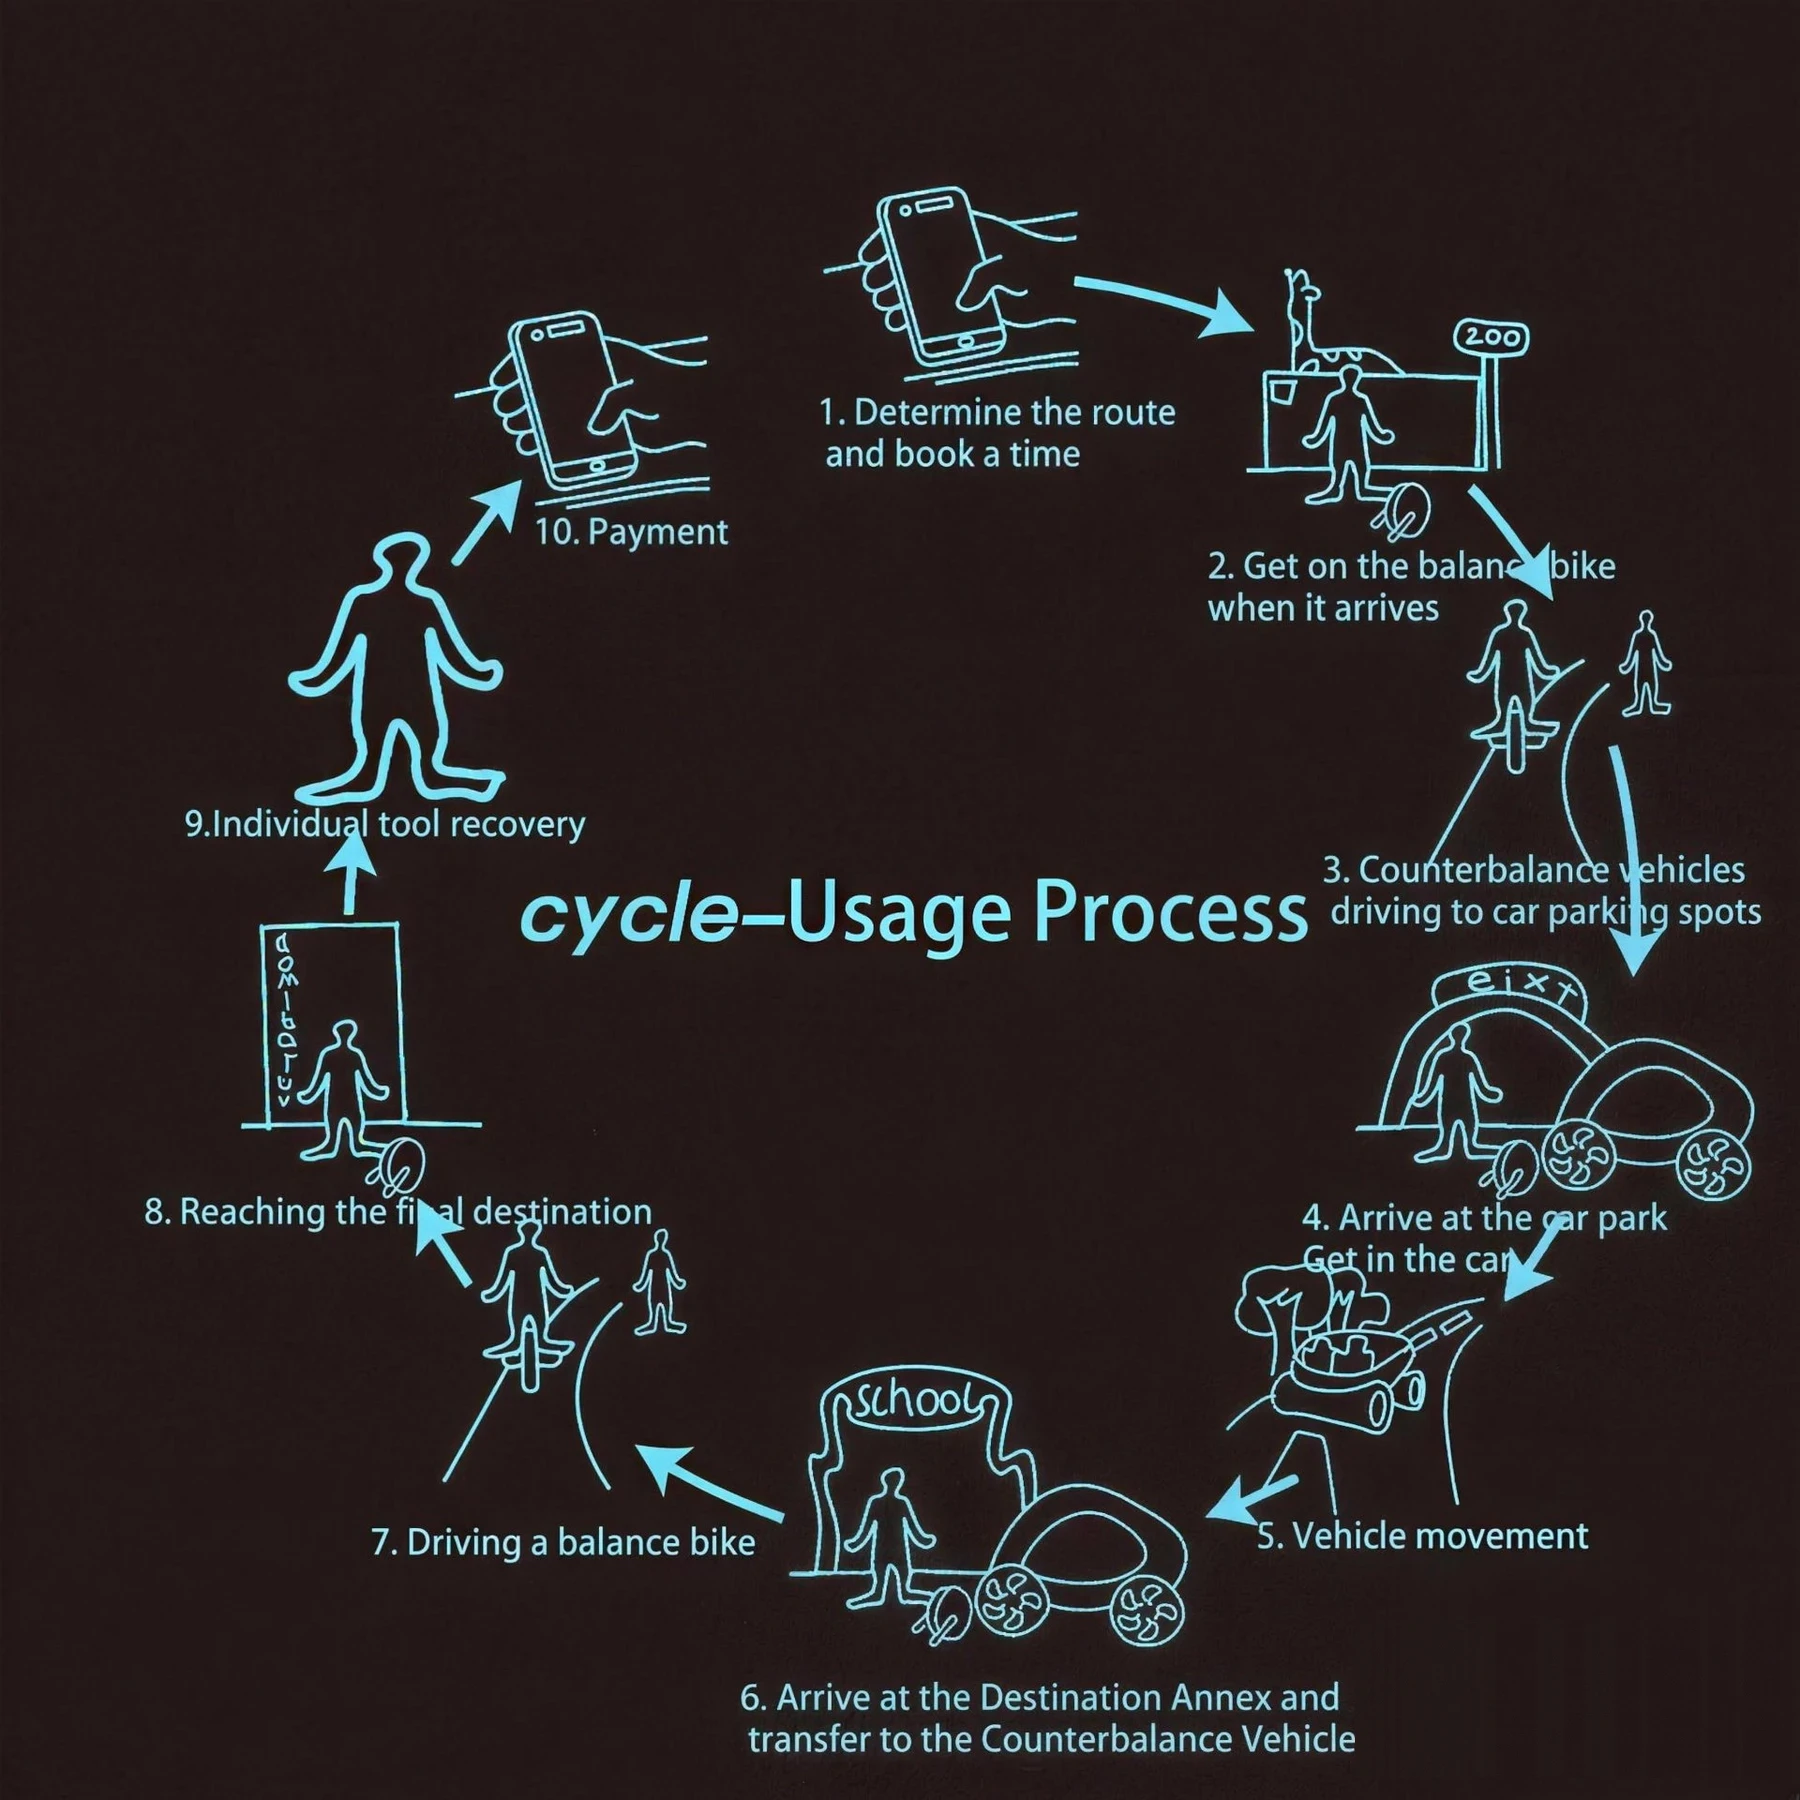 1. Determine the route
and book a time
200
2. Get on the balance bike
when it arrives
3. Counterbalance vehicles
driving to car parking spots
eixt
4. Arrive at the car park
Get in the car
5. Vehicle movement
school
6. Arrive at the Destination Annex and
transfer to the Counterbalance Vehicle
7. Driving a balance bike
8. Reaching the final destination
9.Individual tool recovery
10. Payment
cycle–Usage Process